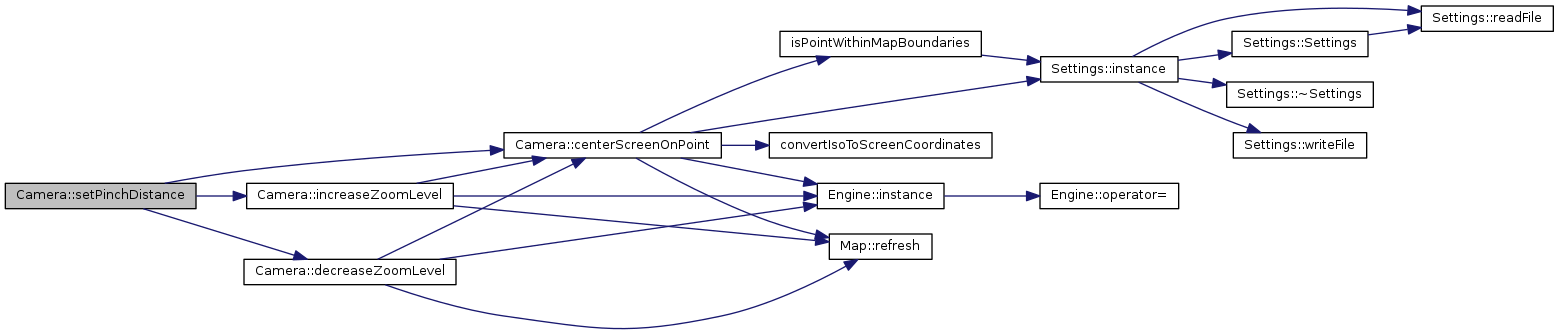 Camera::setPinchDistance
Camera::increaseZoomLevel
Camera::decreaseZoomLevel
Camera::centerScreenOnPoint
isPointWithinMapBoundaries
convertIsoToScreenCoordinates
Engine::instance
Map::refresh
Settings::instance
Engine::operator=
Settings::Settings
Settings::~Settings
Settings::writeFile
Settings::readFile